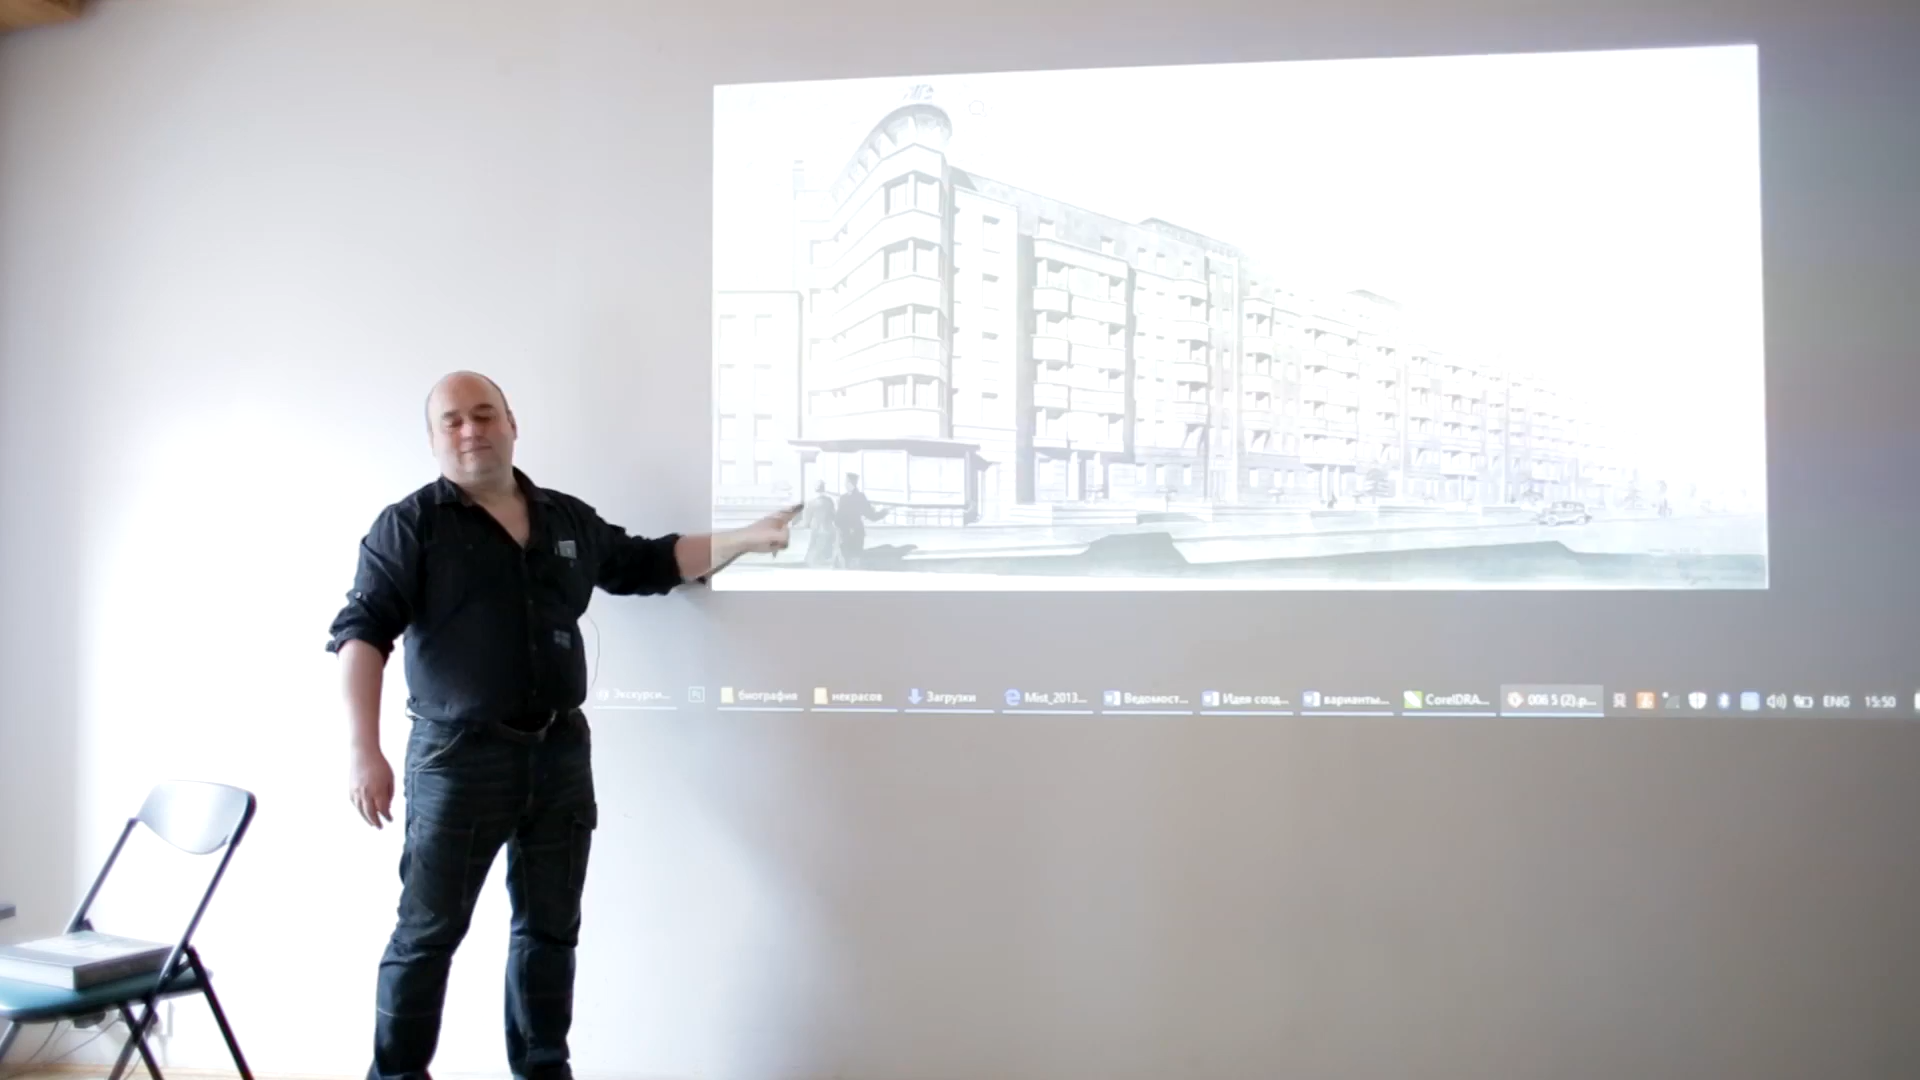 Экскурси... биография некрасов Загрузки Mist_2013... Ведомост... Идея созд... варианты... CorelDRA... 006 5 (2).p... ENG 15:50